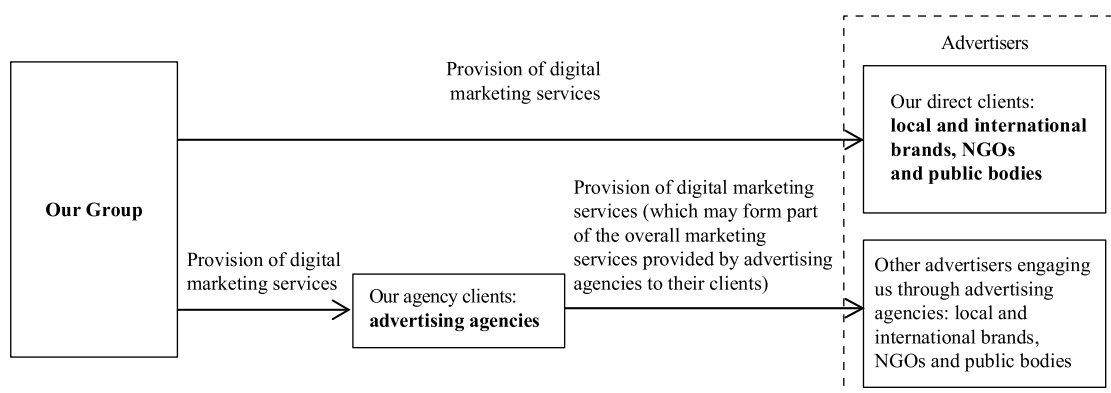 Our Group
Provision of digital
marketing services
Advertisers
Our direct clients:
local and international
brands, NGOs
and public bodies
Provision of digital
marketing services
Our agency clients:
advertising agencies
Provision of digital marketing
services (which may form part
of the overall marketing
services provided by advertising
agencies to their clients)
Other advertisers engaging
us through advertising
agencies: local and
international brands,
NGOs and public bodies